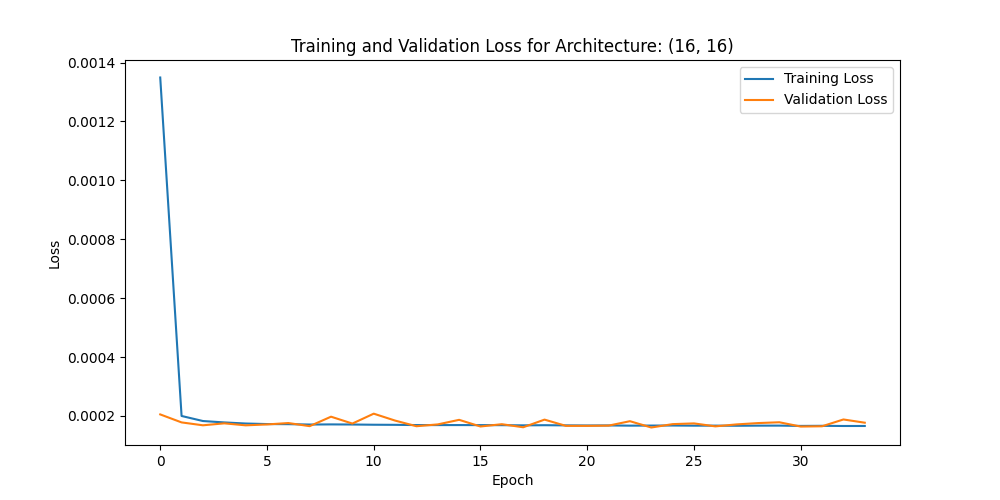 Training and Validation Loss for Architecture: (16, 16)
0.0014
0.0012
0.0010
0.0008
0.0006
0.0004
0.0002
Loss
Training Loss
Validation Loss
0 5 10 15 20 25 30
Epoch